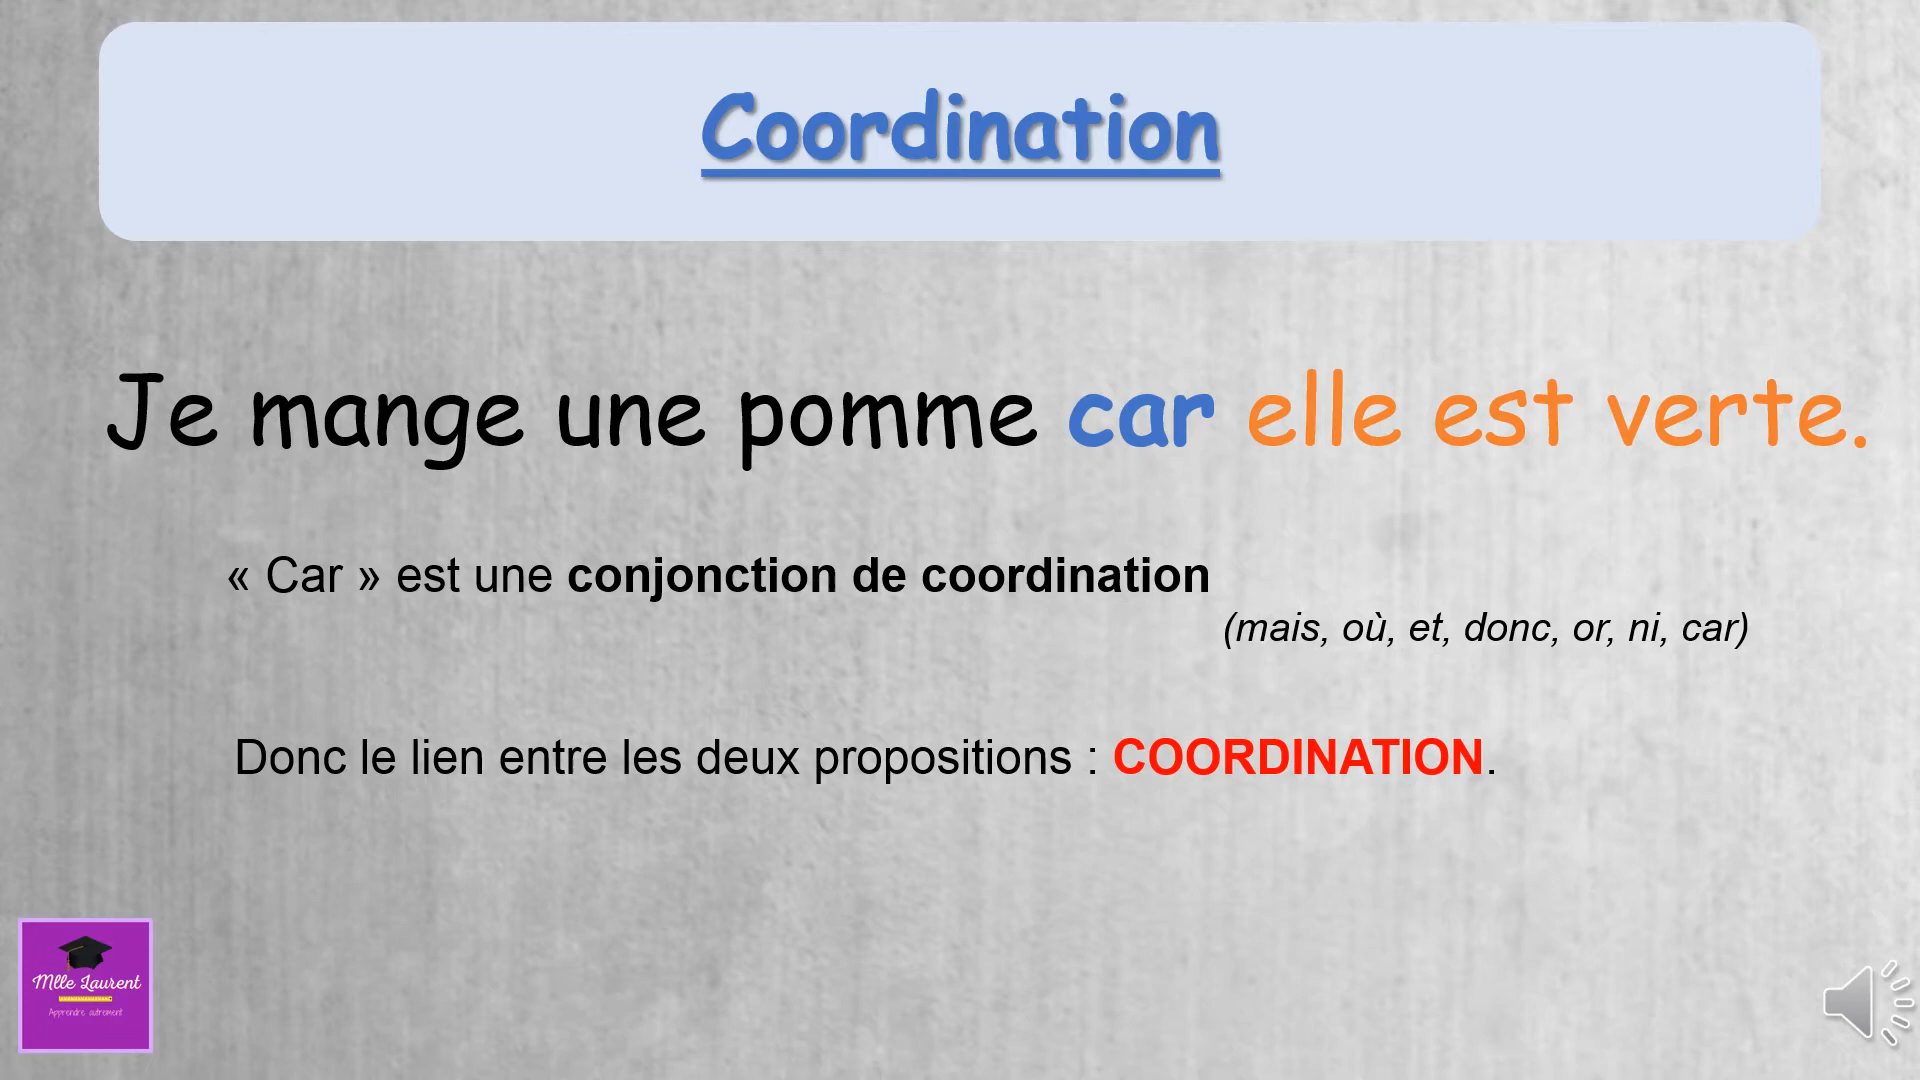 Coordination
Je mange une pomme car elle est verte.
« Car » est une conjonction de coordination
(mais, où, et, donc, or, ni, car)
Donc le lien entre les deux propositions : COORDINATION.
Mlle Laurent
Apprendre autrement